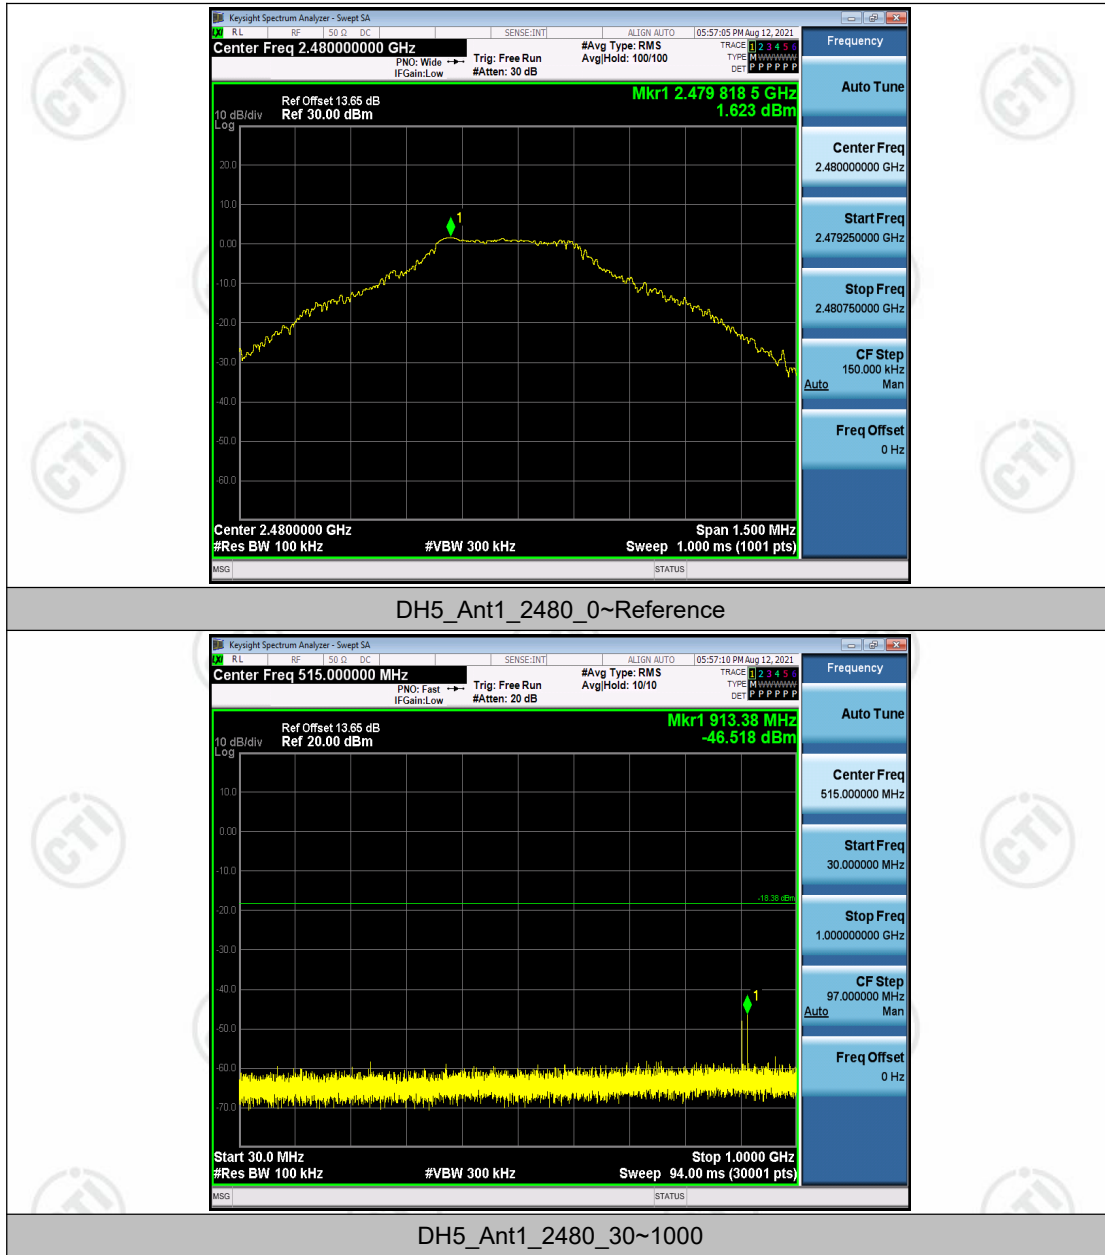 Keysight Spectrum Analyzer - Swept SA
RL RF 50 Ω DC SENSE:INT ALIGN AUTO 05:57:05 PM Aug 12, 2021
Center Freq 2.480000000 GHz
PNO: Wide
IFGain:Low
Trig: Free Run
#Atten: 30 dB
#Avg Type: RMS
Avg|Hold: 100/100
TRACE 1 2 3 4 5 6
TYPE M WWWWW
DET P P P P P P
Frequency
Auto Tune
Center Freq
2.480000000 GHz
Start Freq
2.479250000 GHz
Stop Freq
2.480750000 GHz
CF Step
150.000 kHz
Auto Man
Freq Offset
0 Hz
Mkr1 2.479 818 5 GHz
1.623 dBm
Ref Offset 13.65 dB
10 dB/div Ref 30.00 dBm
Log
20.0
10.0
1
0.00
-10.0
-20.0
-30.0
-40.0
-50.0
-60.0
Center 2.4800000 GHz Span 1.500 MHz
#Res BW 100 kHz #VBW 300 kHz Sweep 1.000 ms (1001 pts)
MSG STATUS
DH5_Ant1_2480_0~Reference
Keysight Spectrum Analyzer - Swept SA
RL RF 50 Ω DC SENSE:INT ALIGN AUTO 05:57:10 PM Aug 12, 2021
Center Freq 515.000000 MHz
PNO: Fast
IFGain:Low
Trig: Free Run
#Atten: 20 dB
#Avg Type: RMS
Avg|Hold: 10/10
TRACE 1 2 3 4 5 6
TYPE M WWWWW
DET P P P P P P
Frequency
Auto Tune
Center Freq
515.000000 MHz
Start Freq
30.000000 MHz
Stop Freq
1.000000000 GHz
CF Step
97.000000 MHz
Auto Man
Freq Offset
0 Hz
Mkr1 913.38 MHz
-46.518 dBm
Ref Offset 13.65 dB
10 dB/div Ref 20.00 dBm
Log
10.0
0.00
-10.0
-18.38 dBm
-20.0
-30.0
-40.0
1
-50.0
-60.0
-70.0
Start 30.0 MHz Stop 1.0000 GHz
#Res BW 100 kHz #VBW 300 kHz Sweep 94.00 ms (30001 pts)
MSG STATUS
DH5_Ant1_2480_30~1000
CTI
CTI
CTI
CTI
CTI
CTI